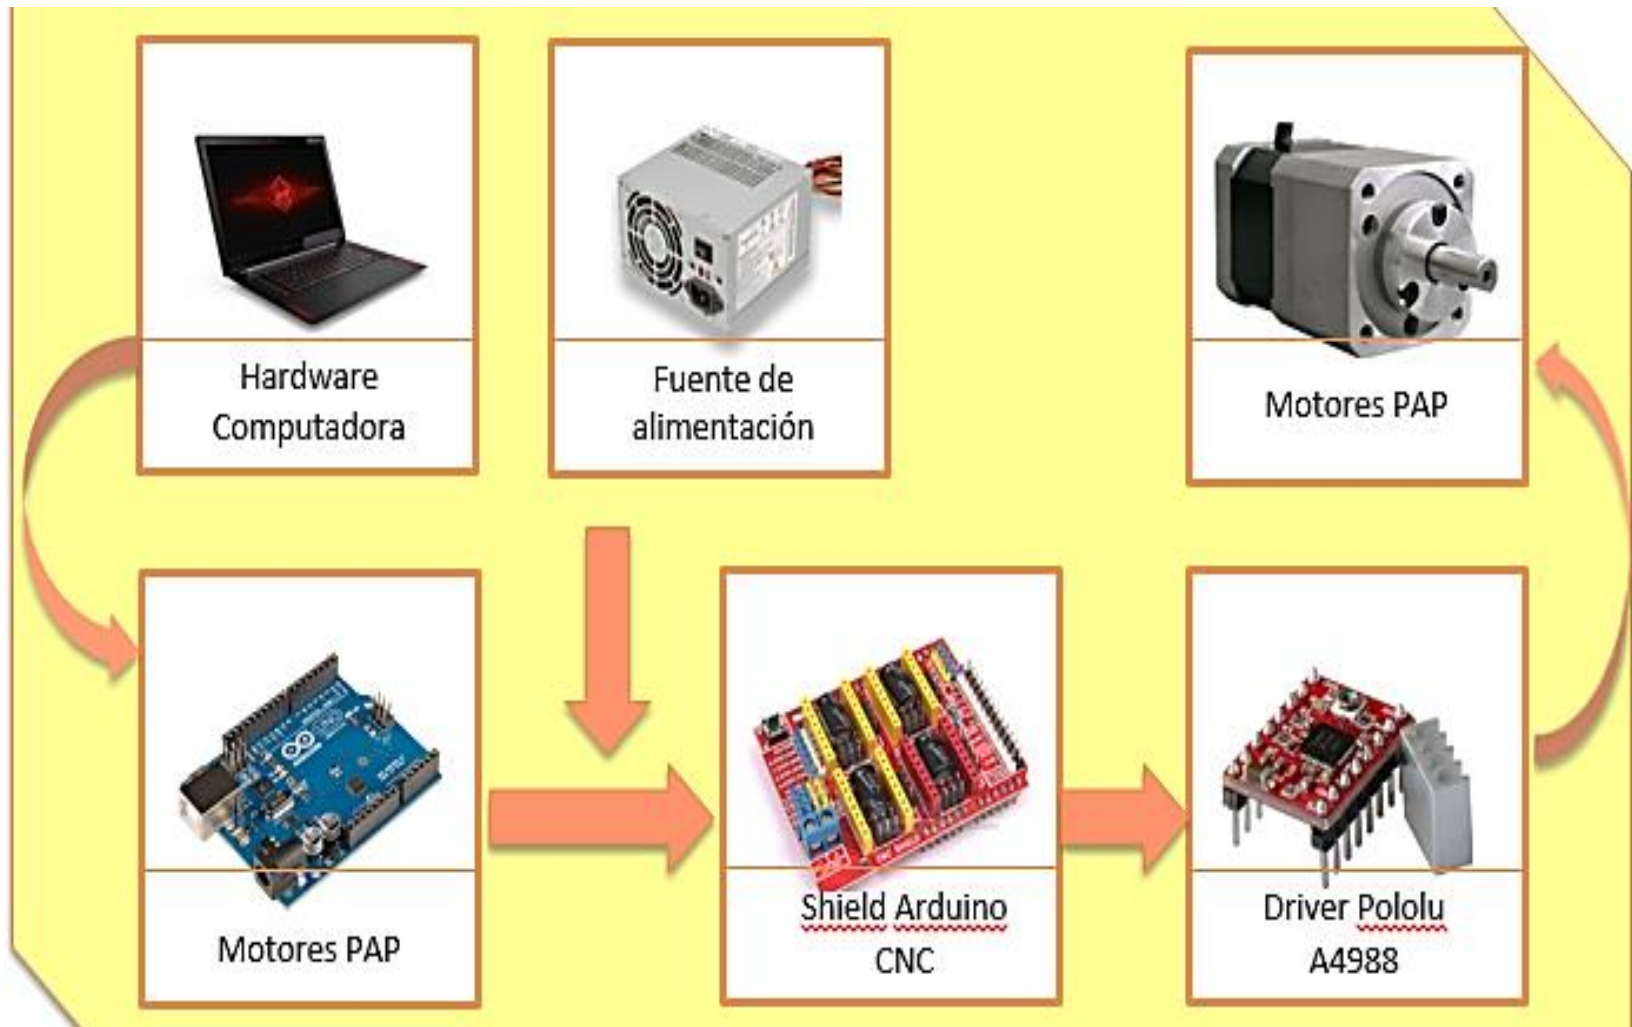 Hardware
Computadora
Fuente de
alimentación
Motores PAP
Motores PAP
Shield Arduino
CNC
Driver Pololu
A4988